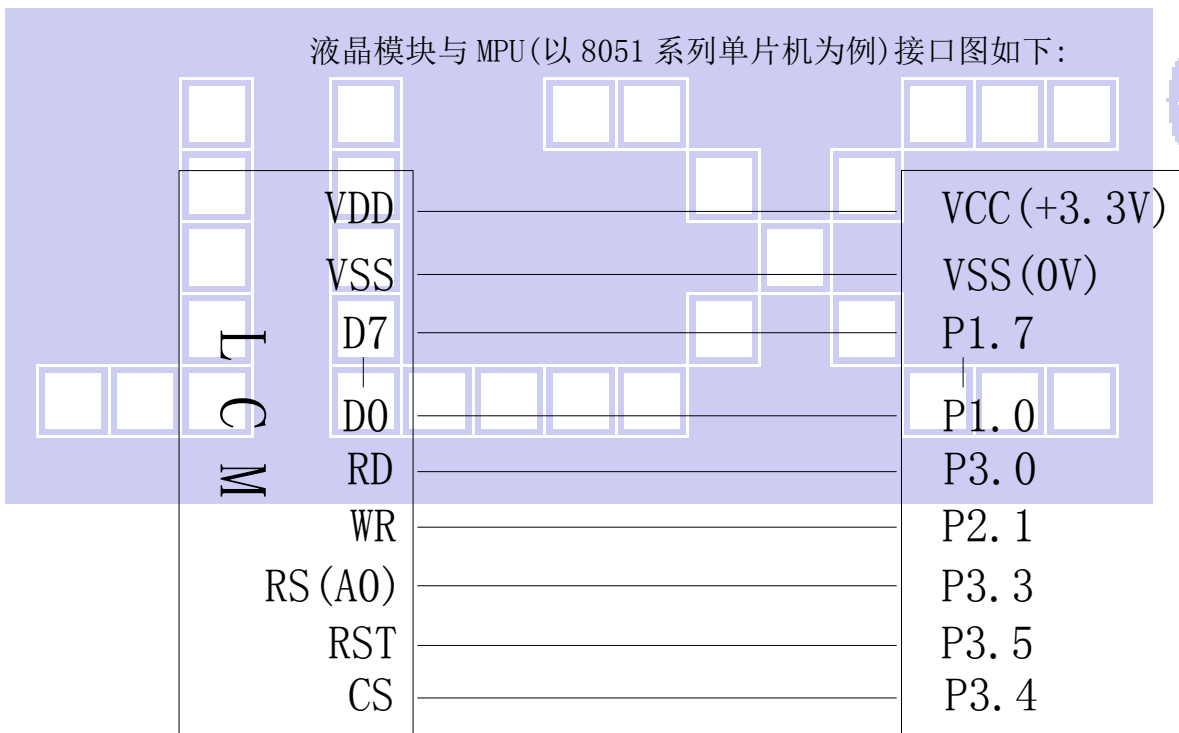 液晶模块与 MPU(以 8051 系列单片机为例)接口图如下:
VDD VCC(+3.3V)
VSS VSS(0V)
D7 P1.7
D0 P1.0
RD P3.0
WR P2.1
RS(A0) P3.3
RST P3.5
CS P3.4
LCM